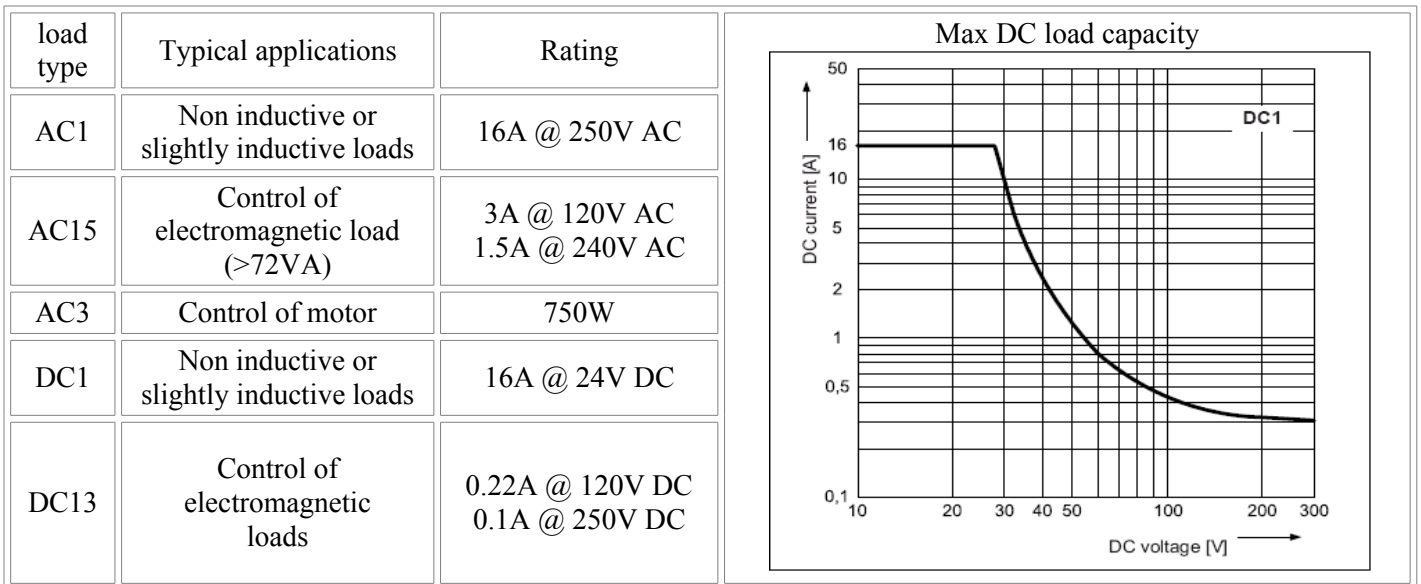 load
type
Typical applications
Rating
AC1
Non inductive or
slightly inductive loads
16A @ 250V AC
AC15
Control of
electromagnetic load
(>72VA)
3A @ 120V AC
1.5A @ 240V AC
AC3
Control of motor
750W
DC1
Non inductive or
slightly inductive loads
16A @ 24V DC
DC13
Control of
electromagnetic
loads
0.22A @ 120V DC
0.1A @ 250V DC
Max DC load capacity
DC1
DC current [A]
50
16
10
5
2
1
0,5
0,1
10 20 30 40 50 100 200 300
DC voltage [V]